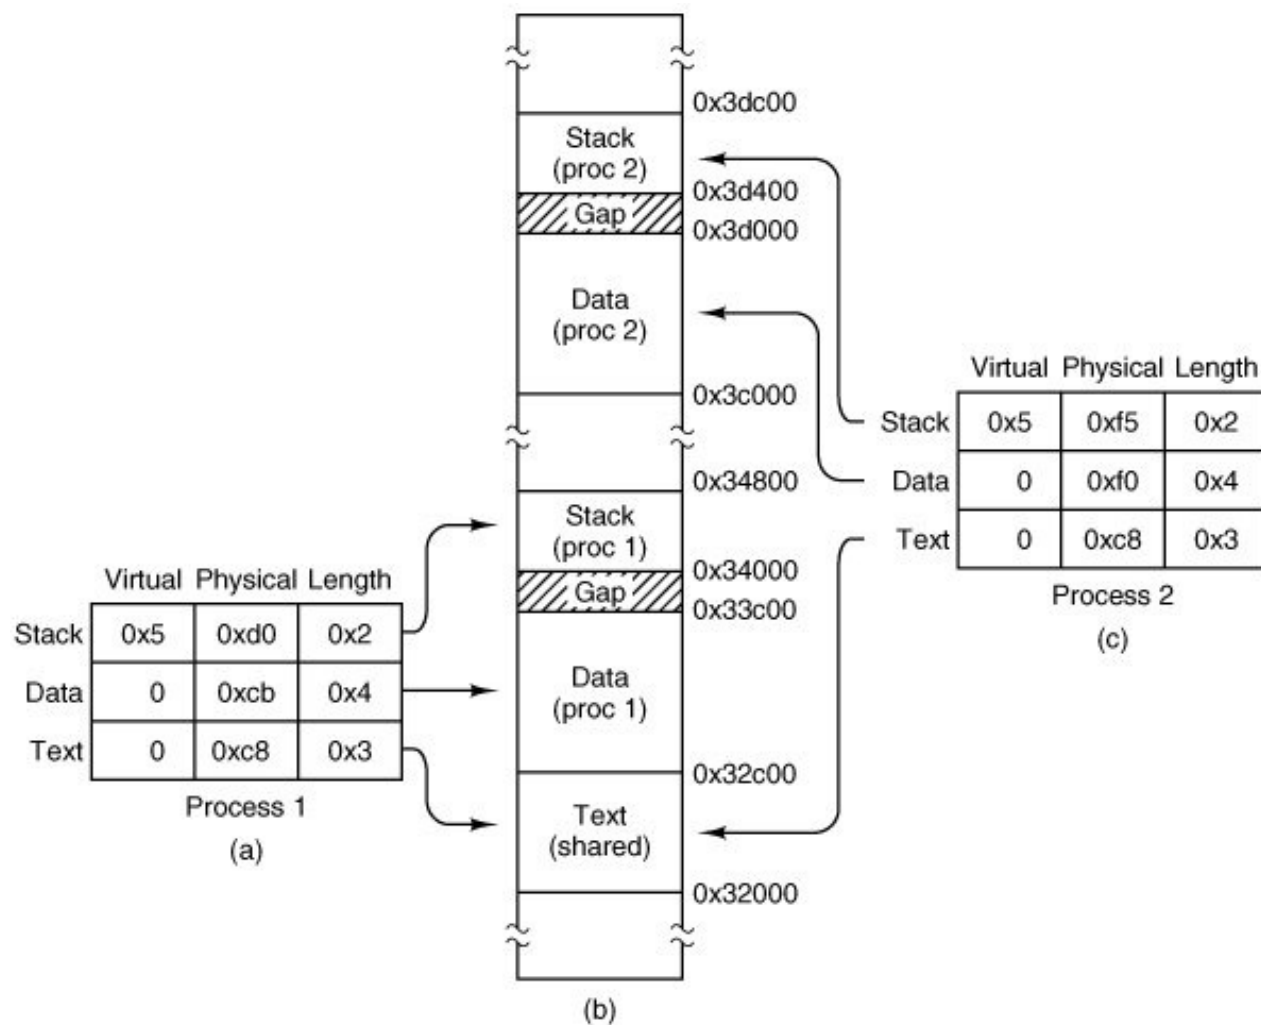 0x3dc00
Stack
(proc 2)
0x3d400
Gap
0x3d000
Data
(proc 2)
0x3c000
0x34800
Stack
(proc 1)
0x34000
Gap
0x33c00
Data
(proc 1)
0x32c00
Text
(shared)
0x32000
(b)
Virtual Physical Length
Stack 0x5 0xd0 0x2
Data 0 0xcb 0x4
Text 0 0xc8 0x3
Process 1
(a)
Virtual Physical Length
Stack 0x5 0xf5 0x2
Data 0 0xf0 0x4
Text 0 0xc8 0x3
Process 2
(c)